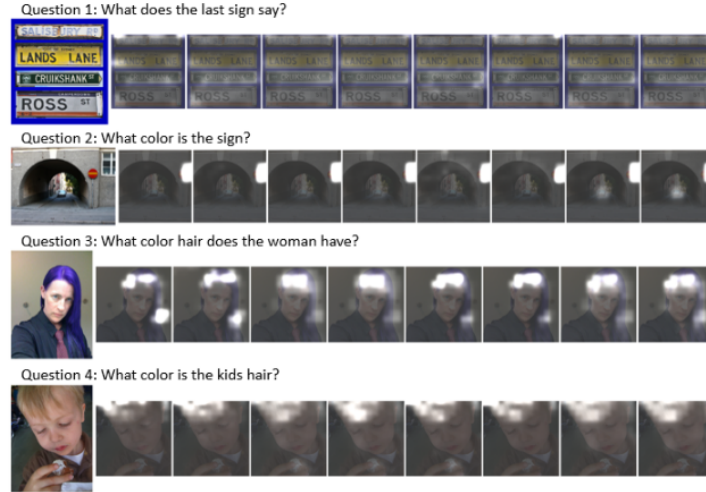 Question 1: What does the last sign say?
SALISBURY RD
LANDS LANE
CRUIKSHANK ST
ROSS ST
Question 2: What color is the sign?
Question 3: What color hair does the woman have?
Question 4: What color is the kids hair?